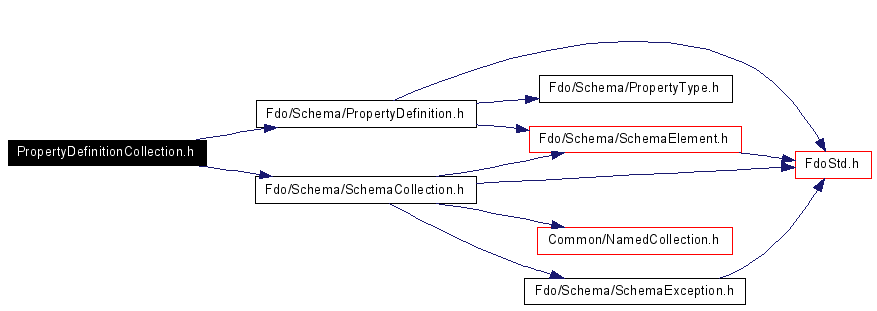 Fdo/Schema/PropertyType.h
Fdo/Schema/PropertyDefinition.h
Fdo/Schema/SchemaElement.h
PropertyDefinitionCollection.h
FdoStd.h
Fdo/Schema/SchemaCollection.h
Common/NamedCollection.h
Fdo/Schema/SchemaException.h